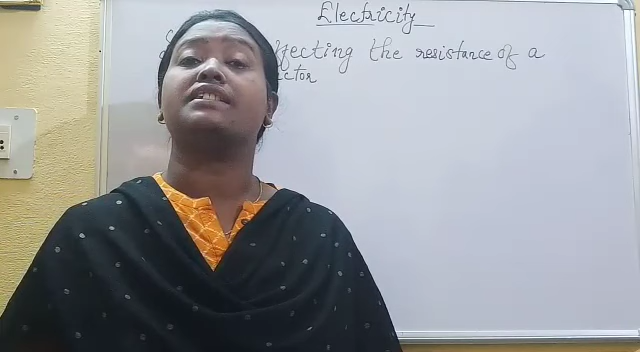 Electricity
ffecting the resistance of a
ctor